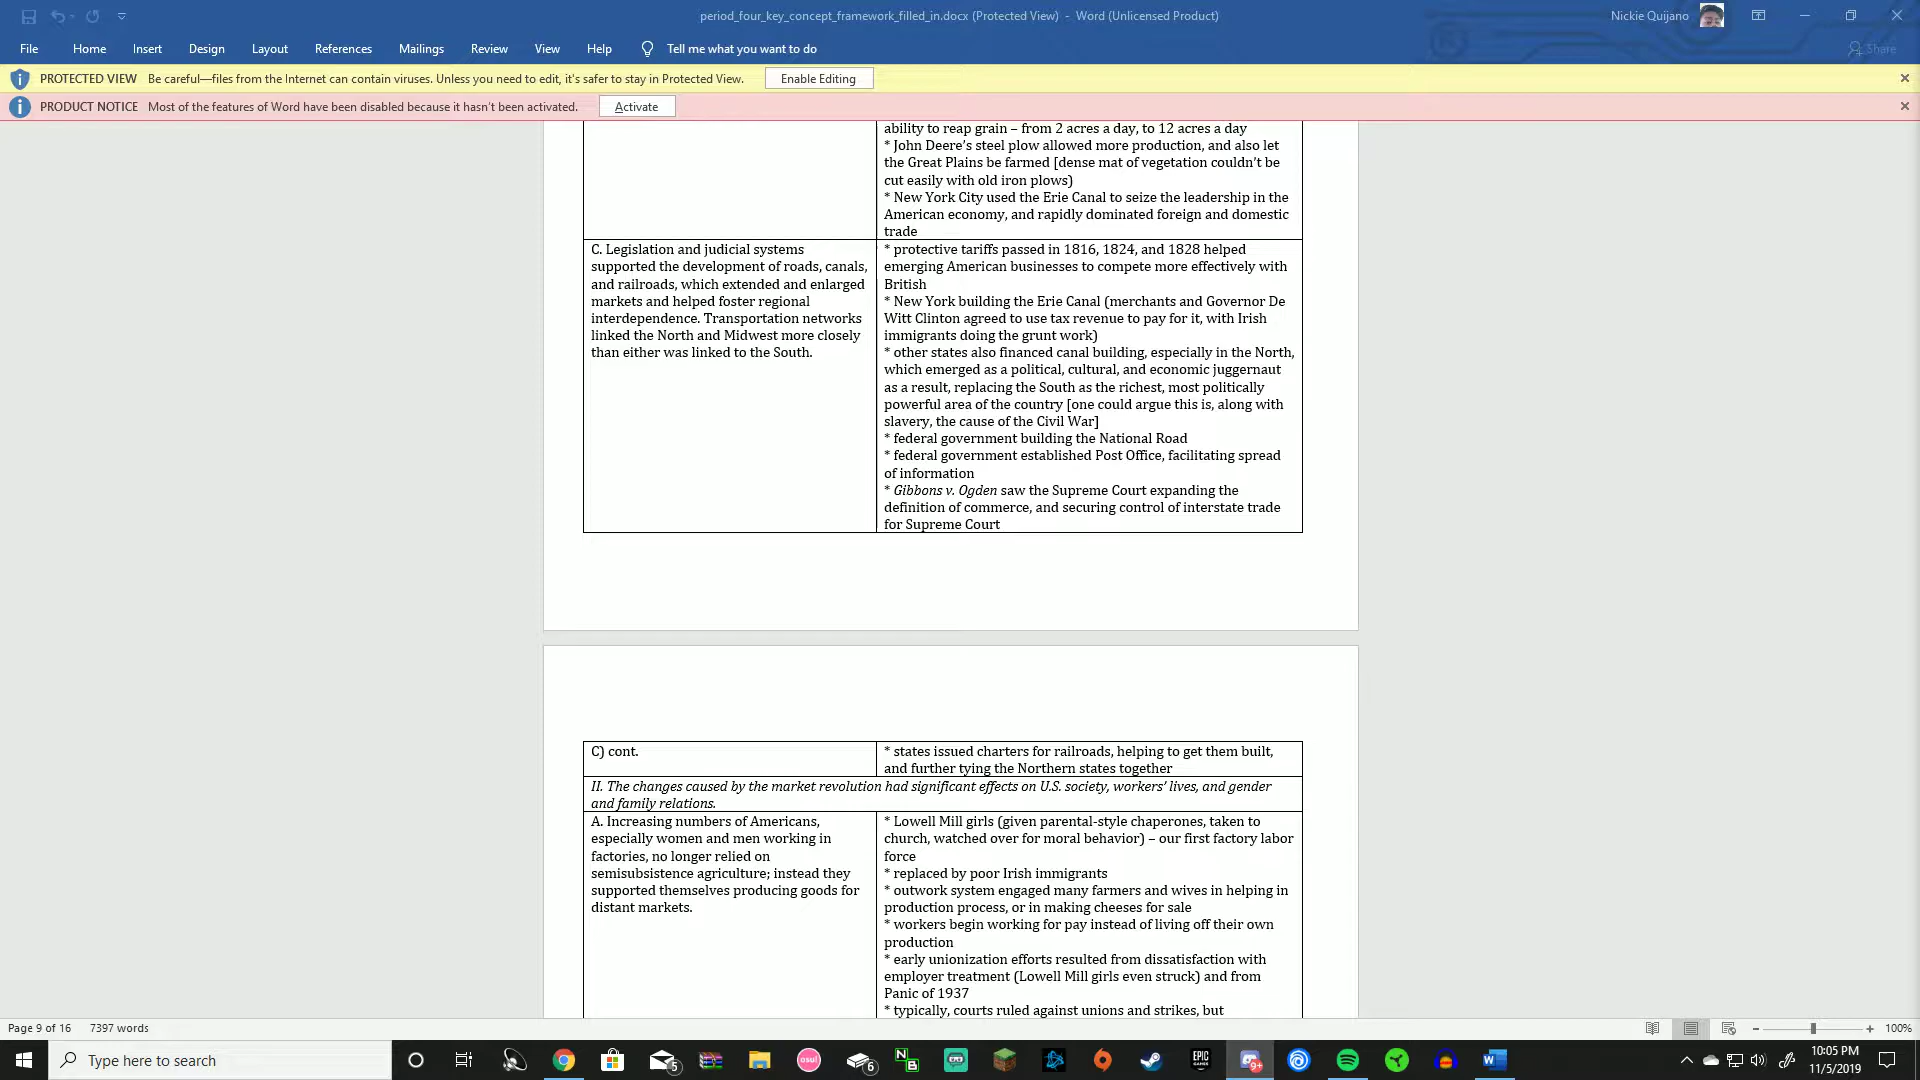 period_four_key_concept_framework_filled_in.docx (Protected View) - Word (Unlicensed Product)
Nickie Quijano
File Home Insert Design Layout References Mailings Review View Help Tell me what you want to do
Share
PROTECTED VIEW Be careful—files from the Internet can contain viruses. Unless you need to edit, it's safer to stay in Protected View. Enable Editing
PRODUCT NOTICE Most of the features of Word have been disabled because it hasn't been activated. Activate
ability to reap grain – from 2 acres a day, to 12 acres a day
* John Deere's steel plow allowed more production, and also let
the Great Plains be farmed [dense mat of vegetation couldn't be
cut easily with old iron plows)
* New York City used the Erie Canal to seize the leadership in the
American economy, and rapidly dominated foreign and domestic
trade
C. Legislation and judicial systems
supported the development of roads, canals,
and railroads, which extended and enlarged
markets and helped foster regional
interdependence. Transportation networks
linked the North and Midwest more closely
than either was linked to the South.
* protective tariffs passed in 1816, 1824, and 1828 helped
emerging American businesses to compete more effectively with
British
* New York building the Erie Canal (merchants and Governor De
Witt Clinton agreed to use tax revenue to pay for it, with Irish
immigrants doing the grunt work)
* other states also financed canal building, especially in the North,
which emerged as a political, cultural, and economic juggernaut
as a result, replacing the South as the richest, most politically
powerful area of the country [one could argue this is, along with
slavery, the cause of the Civil War]
* federal government building the National Road
* federal government established Post Office, facilitating spread
of information
* Gibbons v. Ogden saw the Supreme Court expanding the
definition of commerce, and securing control of interstate trade
for Supreme Court
C) cont.
* states issued charters for railroads, helping to get them built,
and further tying the Northern states together
II. The changes caused by the market revolution had significant effects on U.S. society, workers' lives, and gender
and family relations.
A. Increasing numbers of Americans,
especially women and men working in
factories, no longer relied on
semisubsistence agriculture; instead they
supported themselves producing goods for
distant markets.
* Lowell Mill girls (given parental-style chaperones, taken to
church, watched over for moral behavior) – our first factory labor
force
* replaced by poor Irish immigrants
* outwork system engaged many farmers and wives in helping in
production process, or in making cheeses for sale
* workers begin working for pay instead of living off their own
production
* early unionization efforts resulted from dissatisfaction with
employer treatment (Lowell Mill girls even struck) and from
Panic of 1937
* typically, courts ruled against unions and strikes, but
Page 9 of 16 7397 words
100%
Type here to search
5
osu!
6
N
B
EPIC
GAMES
9+
W
10:05 PM
11/5/2019